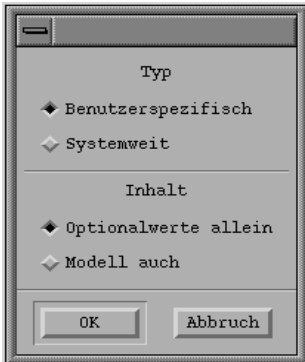 Typ
Benutzerspezifisch
Systemweit
Inhalt
Optionalwerte allein
Modell auch
OK
Abbruch